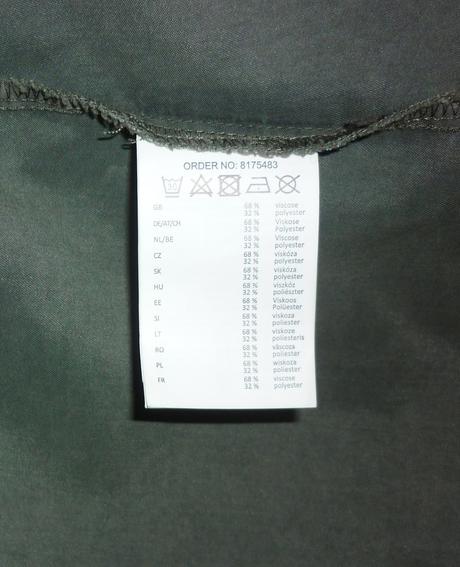 ORDER NO: 8175483
30
GB 68 % viscose
32 % polyester
DE/AT/CH 68 % Viskose
32 % Polyester
NL/BE 68 % Viscose
32 % polyester
CZ 68 % viskóza
32 % polyester
SK 68 % viskóza
32 % polyester
HU 68 % viszkóz
32 % poliészter
EE 68 % Viskoos
32 % Polüester
SI 68 % viskoza
32 % poliester
LT 68 % viskozė
32 % poliesteris
RO 68 % vâscoza
32 % poliester
PL 68 % wiskoza
32 % poliester
FR 68 % viscose
32 % polyester